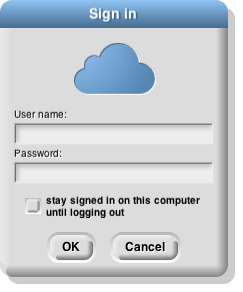 Sign in
User name:
Password:
stay signed in on this computer
until logging out
OK
Cancel